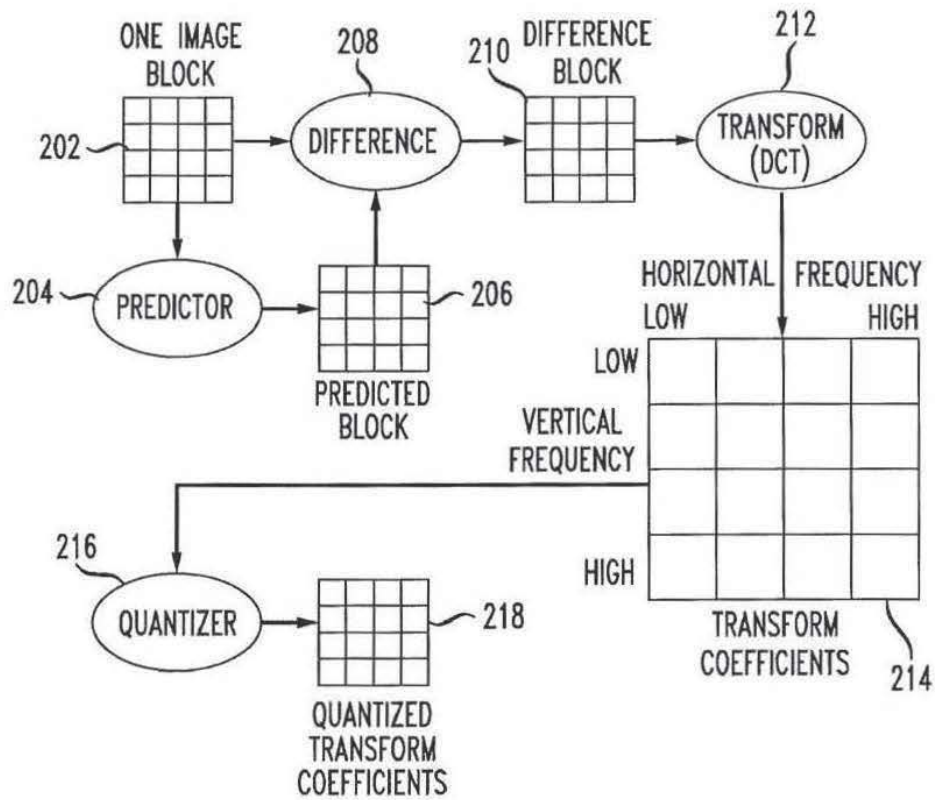 ONE IMAGE
BLOCK
202
208
DIFFERENCE
210
DIFFERENCE
BLOCK
212
TRANSFORM
(DCT)
204
PREDICTOR
206
PREDICTED
BLOCK
HORIZONTAL FREQUENCY
LOW HIGH
LOW
VERTICAL
FREQUENCY
HIGH
TRANSFORM
COEFFICIENTS
214
216
QUANTIZER
218
QUANTIZED
TRANSFORM
COEFFICIENTS